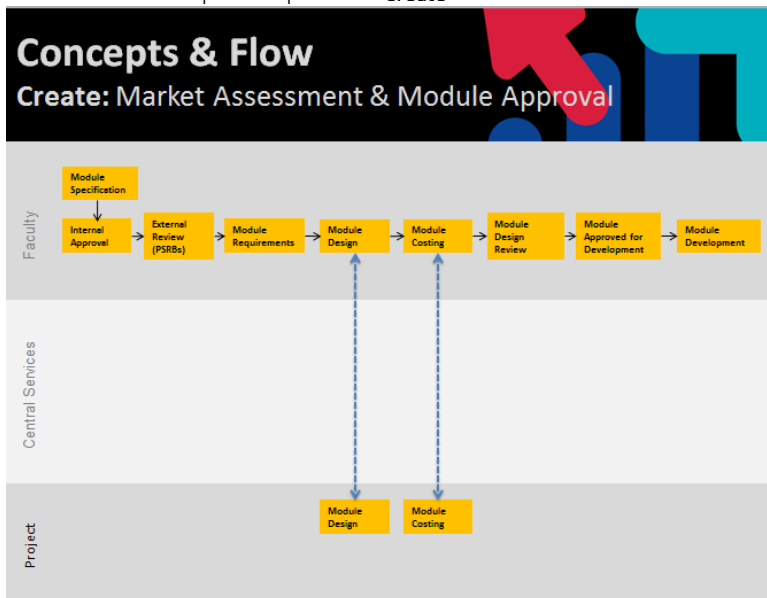 Create
Concepts & Flow
Create: Market Assessment & Module Approval
Faculty
Module
Specification
Internal
Approval
External
Review
(PSRBs)
Module
Requirements
Module
Design
Module
Costing
Module
Design
Review
Module
Approved for
Development
Module
Development
Central Services
Project
Module
Design
Module
Costing